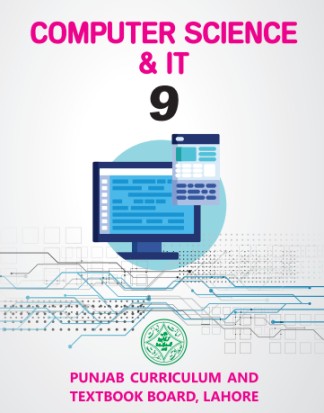 COMPUTER SCIENCE
& IT
9
PUNJAB CURRICULUM AND
TEXTBOOK BOARD, LAHORE